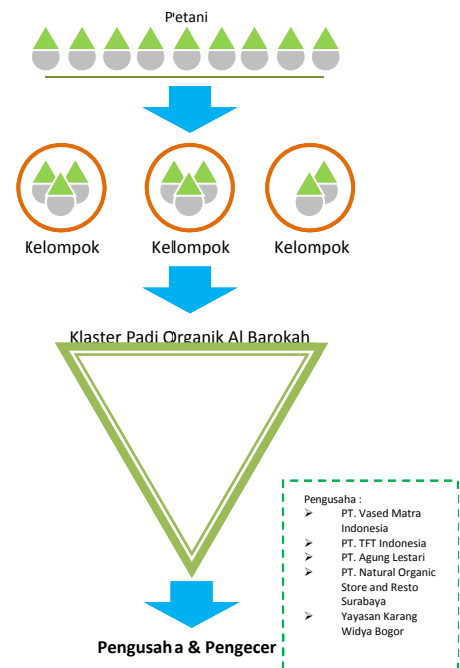 Petani
Kelompok
Kelompok
Kelompok
Klaster Padi Organik Al Barokah
Pengusaha & Pengecer
Pengusaha :
➢ PT. Vased Matra
Indonesia
➢ PT. TFT Indonesia
➢ PT. Agung Lestari
➢ PT. Natural Organic
Store and Resto
Surabaya
➢ Yayasan Karang
Widya Bogor